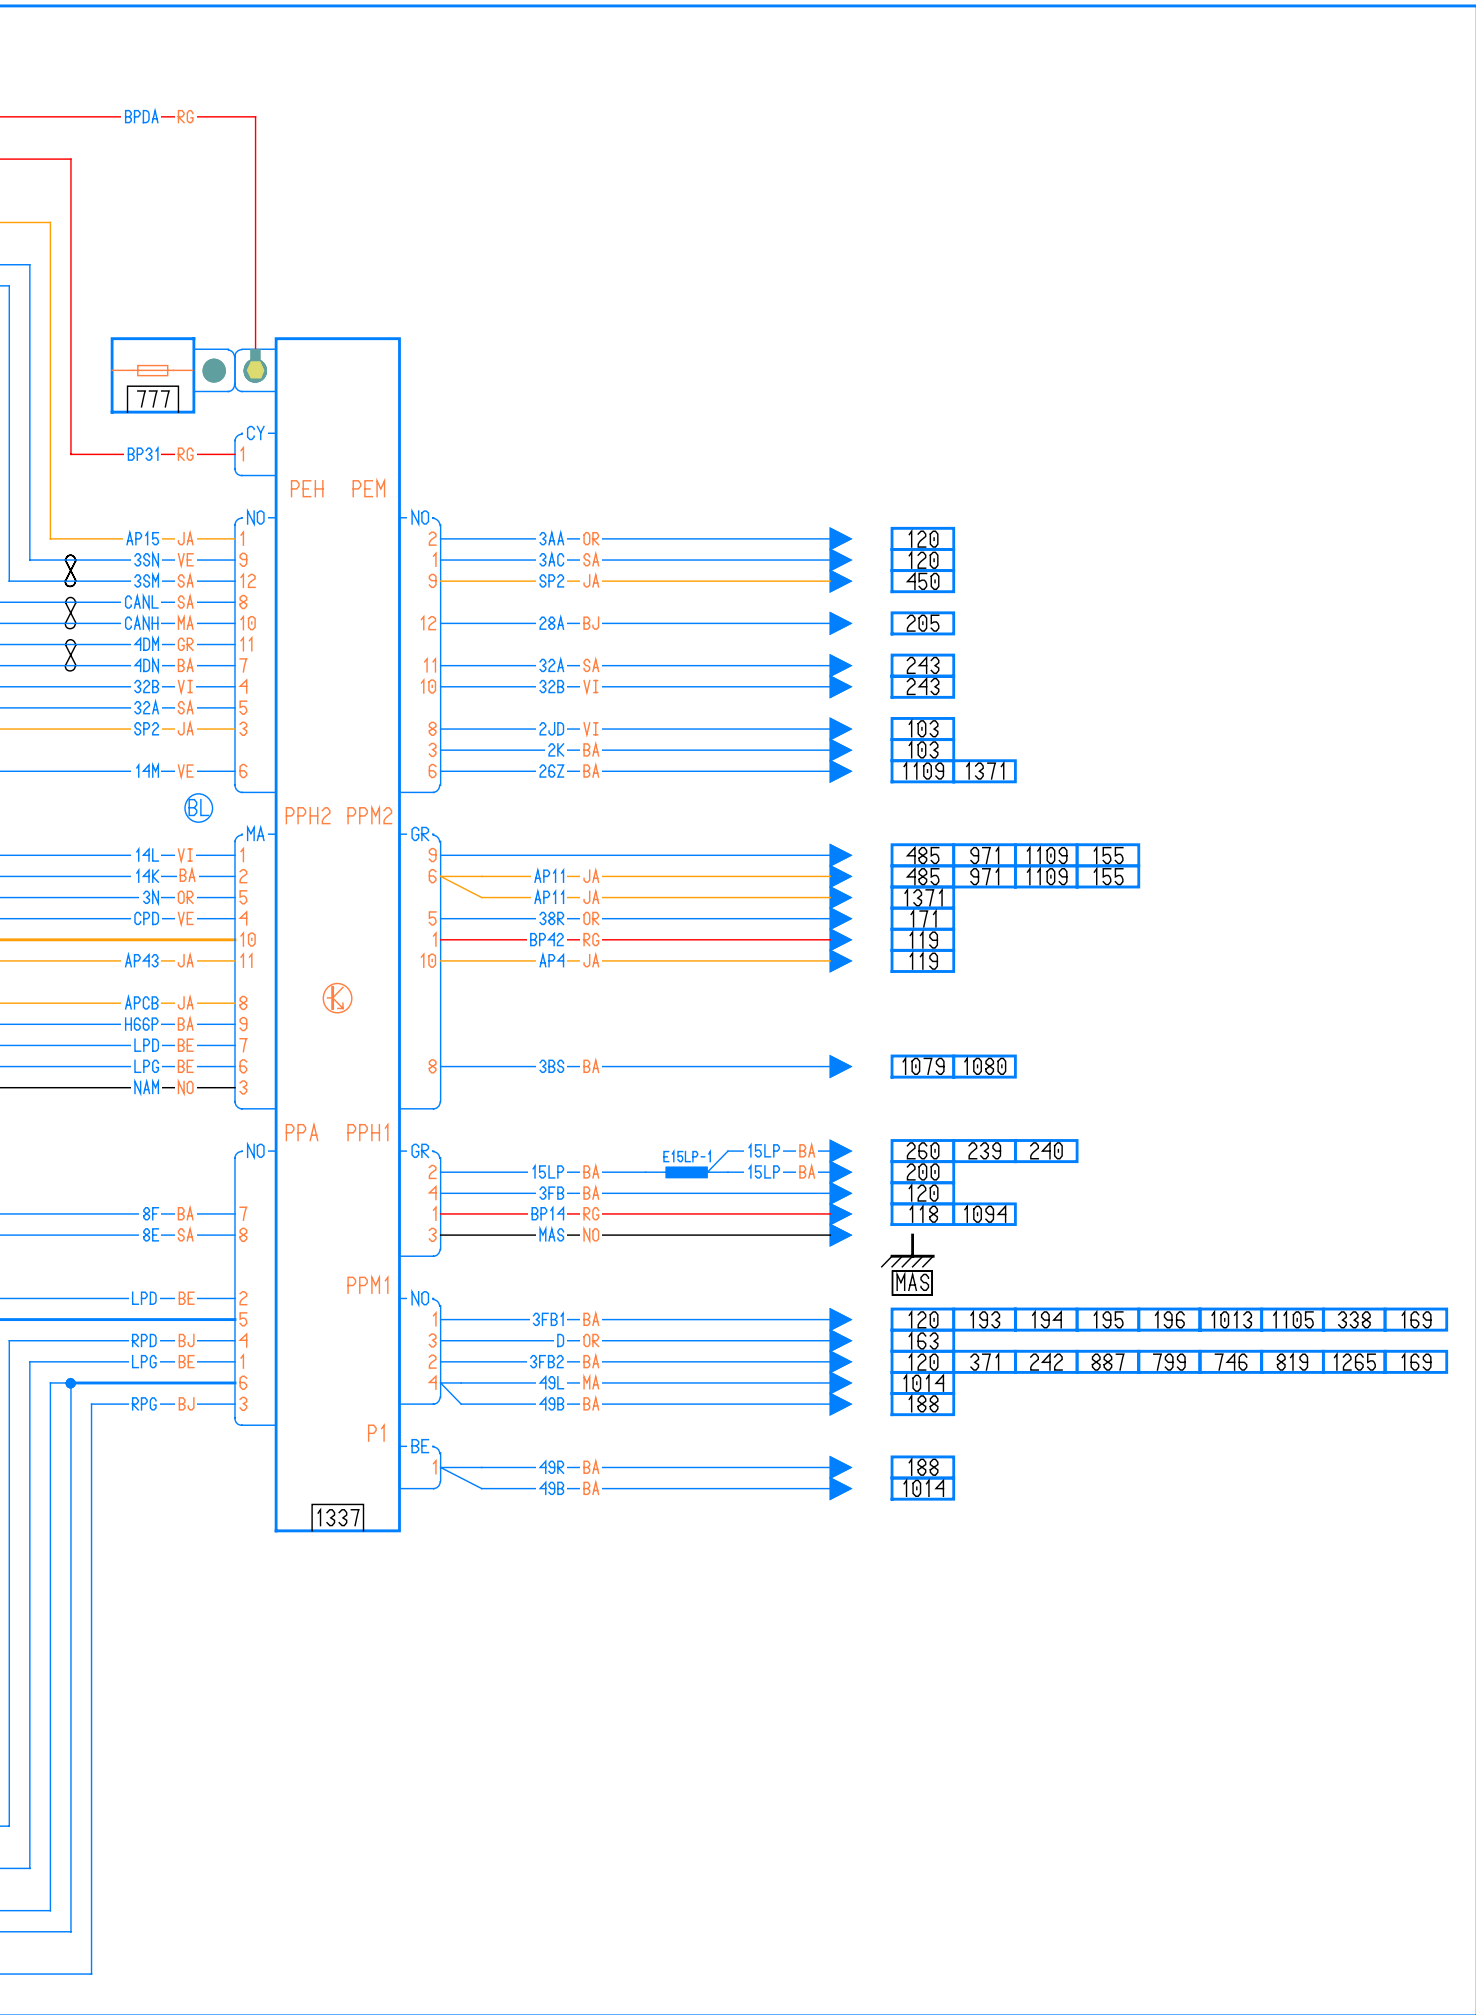 BPDA RG
777
CY
BP31 RG 1
PEH PEM
NO NO
AP15 JA 1 2 3AA OR 120
3SN VE 9 1 3AC SA 120
3SM SA 12 9 SP2 JA 450
CANL SA 8
CANH MA 10 12 28A BJ 205
4DM GR 11
4DN BA 7 11 32A SA 243
32B VI 4 10 32B VI 243
32A SA 5
SP2 JA 3 8 2JD VI 103
3 2K BA 103
14M VE 6 6 26Z BA 1109 1371
BL
PPH2 PPM2
MA GR
14L VI 1 9 485 971 1109 155
14K BA 2 6 AP11 JA 485 971 1109 155
3N OR 5 AP11 JA 1371
CPD VE 4 5 38R OR 171
10 1 BP42 RG 119
AP43 JA 11 10 AP4 JA 119
K
APCB JA 8
H66P BA 9
LPD BE 7
LPG BE 6 8 3BS BA 1079 1080
NAM NO 3
PPA PPH1
NO GR E15LP-1 15LP BA 260 239 240
2 15LP BA 15LP BA 200
4 3FB BA 120
8F BA 7 1 BP14 RG 118 1094
8E SA 8 3 MAS NO
MAS
PPM1
LPD BE 2 NO
5 1 3FB1 BA 120 193 194 195 196 1013 1105 338 169
RPD BJ 4 3 D OR 163
LPG BE 1 2 3FB2 BA 120 371 242 887 799 746 819 1265 169
6 4 49L MA 1014
RPG BJ 3 49B BA 188
P1
BE
1 49R BA 188
49B BA 1014
1337